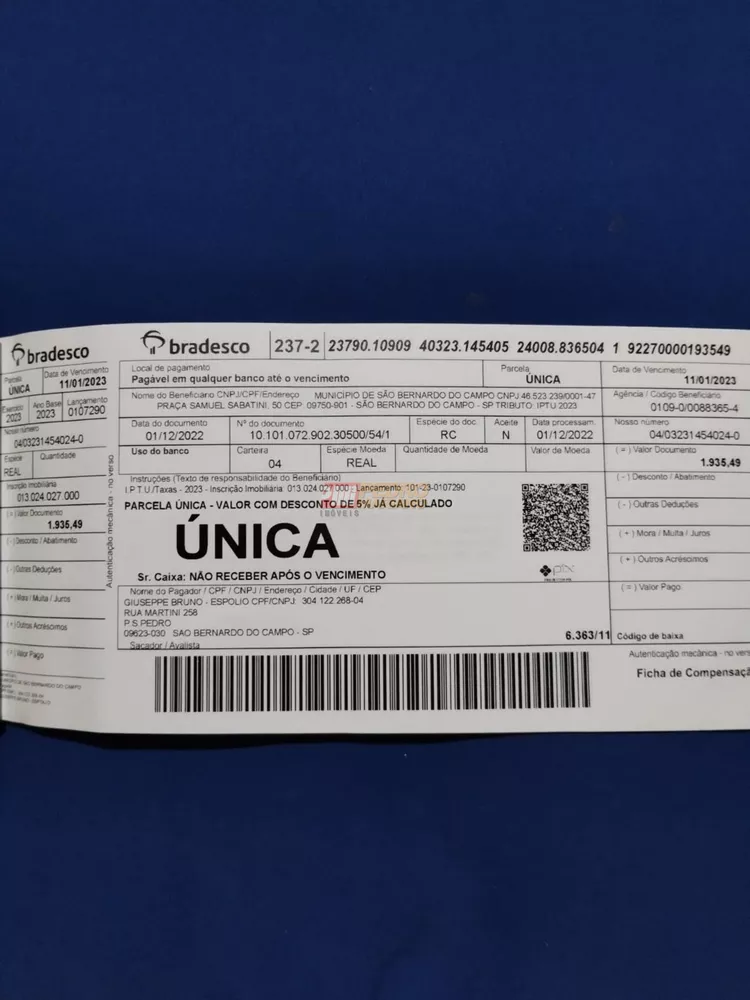 bradesco
Parcela
ÚNICA
Data de Vencimento
11/01/2023
Exercício
2023
Ano Base
2023
Lançamento
0107290
Nosso número
04/03231454024-0
Espécie
REAL
Quantidade
Inscrição Imobiliária
013.024.027.000
(=) Valor Documento
1.935,49
(-) Desconto / Abatimento
(-) Outras Deduções
(+) Mora / Multa / Juros
(+) Outros Acréscimos
(=) Valor Pago
Autenticação mecânica - no verso
bradesco 237-2 23790.10909 40323.145405 24008.836504 1 92270000193549
Local de pagamento
Pagável em qualquer banco até o vencimento
Parcela
ÚNICA
Data de Vencimento
11/01/2023
Nome do Beneficiário CNPJ/CPF/Endereço MUNICÍPIO DE SÃO BERNARDO DO CAMPO CNPJ 46.523.239/0001-47
PRAÇA SAMUEL SABATINI, 50 CEP 09750-901 - SÃO BERNARDO DO CAMPO - SP TRIBUTO: IPTU 2023
Agência / Código Beneficiário
0109-0/0088365-4
Data do documento
01/12/2022
Nº do documento
10.101.072.902.30500/54/1
Espécie do doc
RC
Aceite
N
Data processam.
01/12/2022
Nosso número
04/03231454024-0
Uso do banco
Carteira
04
Espécie Moeda
REAL
Quantidade de Moeda
Valor de Moeda
(=) Valor Documento
1.935,49
Instruções (Texto de responsabilidade do Beneficiário)
I.P.T.U./Taxas - 2023 - Inscrição Imobiliária 013.024.027.000 - Lançamento 101-23-0107290
PARCELA ÚNICA - VALOR COM DESCONTO DE 5% JÁ CALCULADO
IMÓVEIS
ÚNICA
Sr. Caixa: NÃO RECEBER APÓS O VENCIMENTO
pix
(-) Desconto / Abatimento
(-) Outras Deduções
(+) Mora / Multa / Juros
(+) Outros Acréscimos
(=) Valor Pago
Nome do Pagador / CPF / CNPJ / Endereço / Cidade / UF / CEP
GIUSEPPE BRUNO - ESPOLIO CPF/CNPJ: 304.122.268-04
RUA MARTINI 258
P.S.PEDRO
09623-030 SAO BERNARDO DO CAMPO - SP
6.363/11 Código de baixa
Sacador / Avalista
Autenticação mecânica - no vers
Ficha de Compensaçã